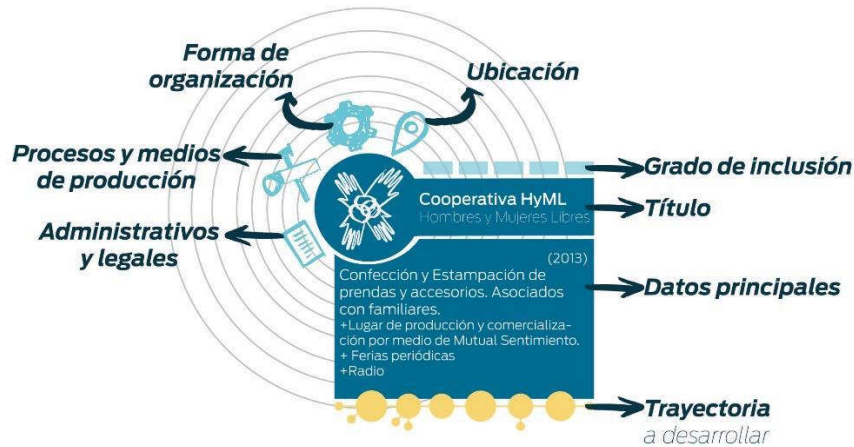 Forma de
organización
Ubicación
Procesos y medios
de producción
Administrativos
y legales
Grado de inclusión
Cooperativa HyML
Hombres y Mujeres Libres
Título
(2013)
Confección y Estampación de
prendas y accesorios. Asociados
con familiares.
+Lugar de producción y comercializa-
ción por medio de Mutual Sentimiento.
+ Ferias periódicas
+Radio
Datos principales
Trayectoria
a desarrollar